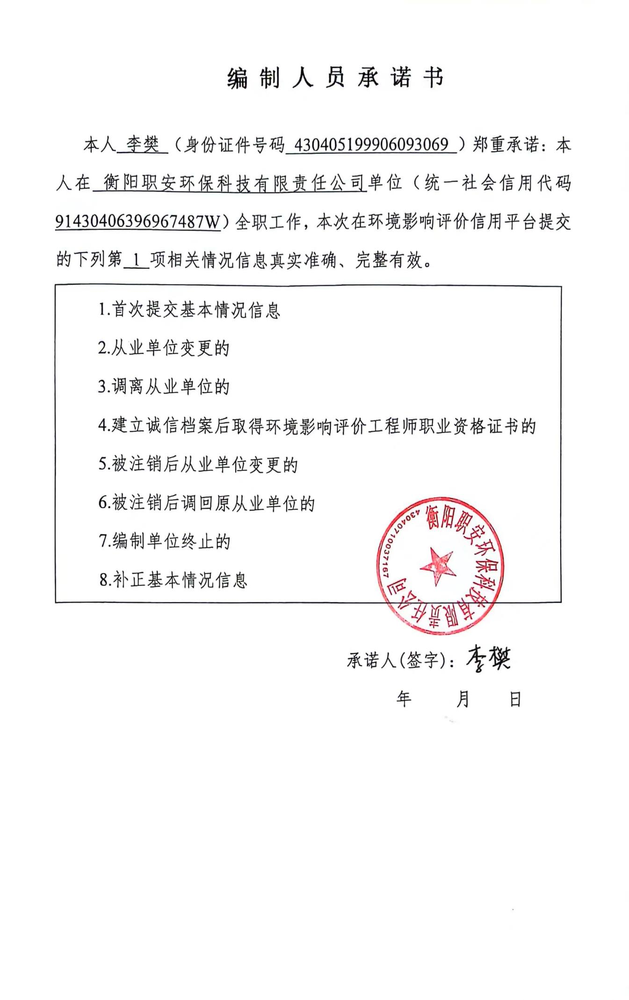 编制人员承诺书
本人 李樊 （身份证件号码 430405199906093069 ）郑重承诺：本
人在 衡阳职安环保科技有限责任公司单位（统一社会信用代码
91430406396967487W）全职工作，本次在环境影响评价信用平台提交
的下列第 1 项相关情况信息真实准确、完整有效。
1.首次提交基本情况信息
2.从业单位变更的
3.调离从业单位的
4.建立诚信档案后取得环境影响评价工程师职业资格证书的
5.被注销后从业单位变更的
6.被注销后调回原从业单位的
7.编制单位终止的
8.补正基本情况信息
衡阳职安环保科技有限责任公司
43040710037167
承诺人(签字)：李樊
年 月 日